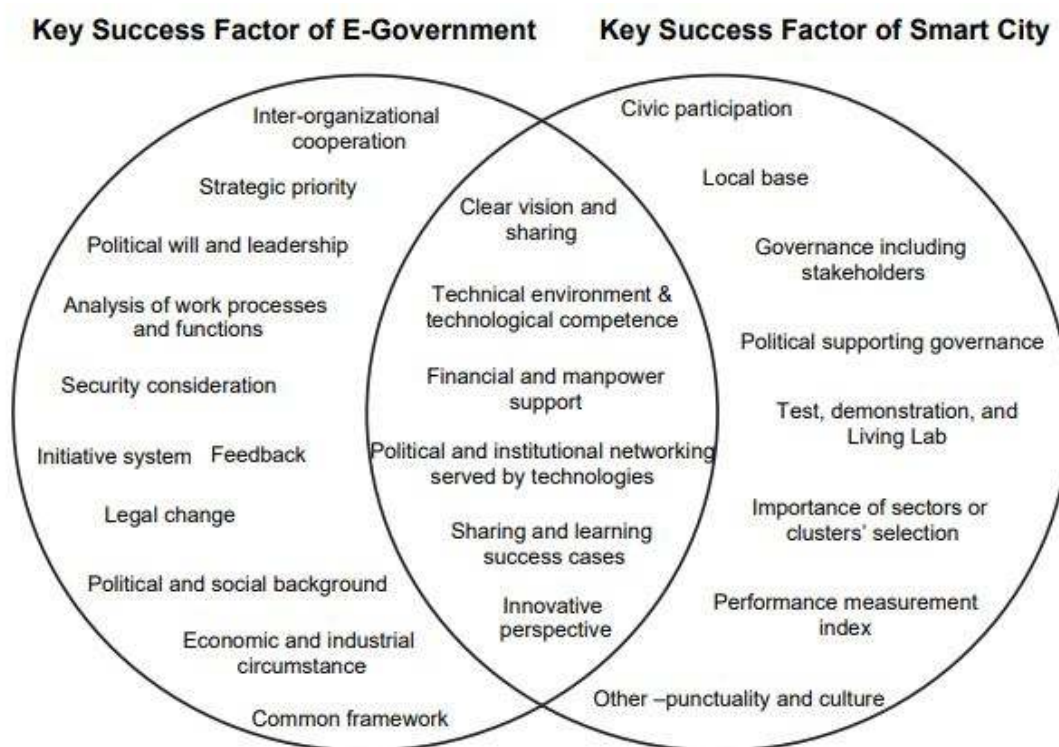 Key Success Factor of E-Government
Key Success Factor of Smart City
Inter-organizational
cooperation
Strategic priority
Political will and leadership
Analysis of work processes
and functions
Security consideration
Initiative system
Feedback
Legal change
Political and social background
Economic and industrial
circumstance
Common framework
Clear vision and
sharing
Technical environment &
technological competence
Financial and manpower
support
Political and institutional networking
served by technologies
Sharing and learning
success cases
Innovative
perspective
Civic participation
Local base
Governance including
stakeholders
Political supporting governance
Test, demonstration, and
Living Lab
Importance of sectors or
clusters' selection
Performance measurement
index
Other –punctuality and culture